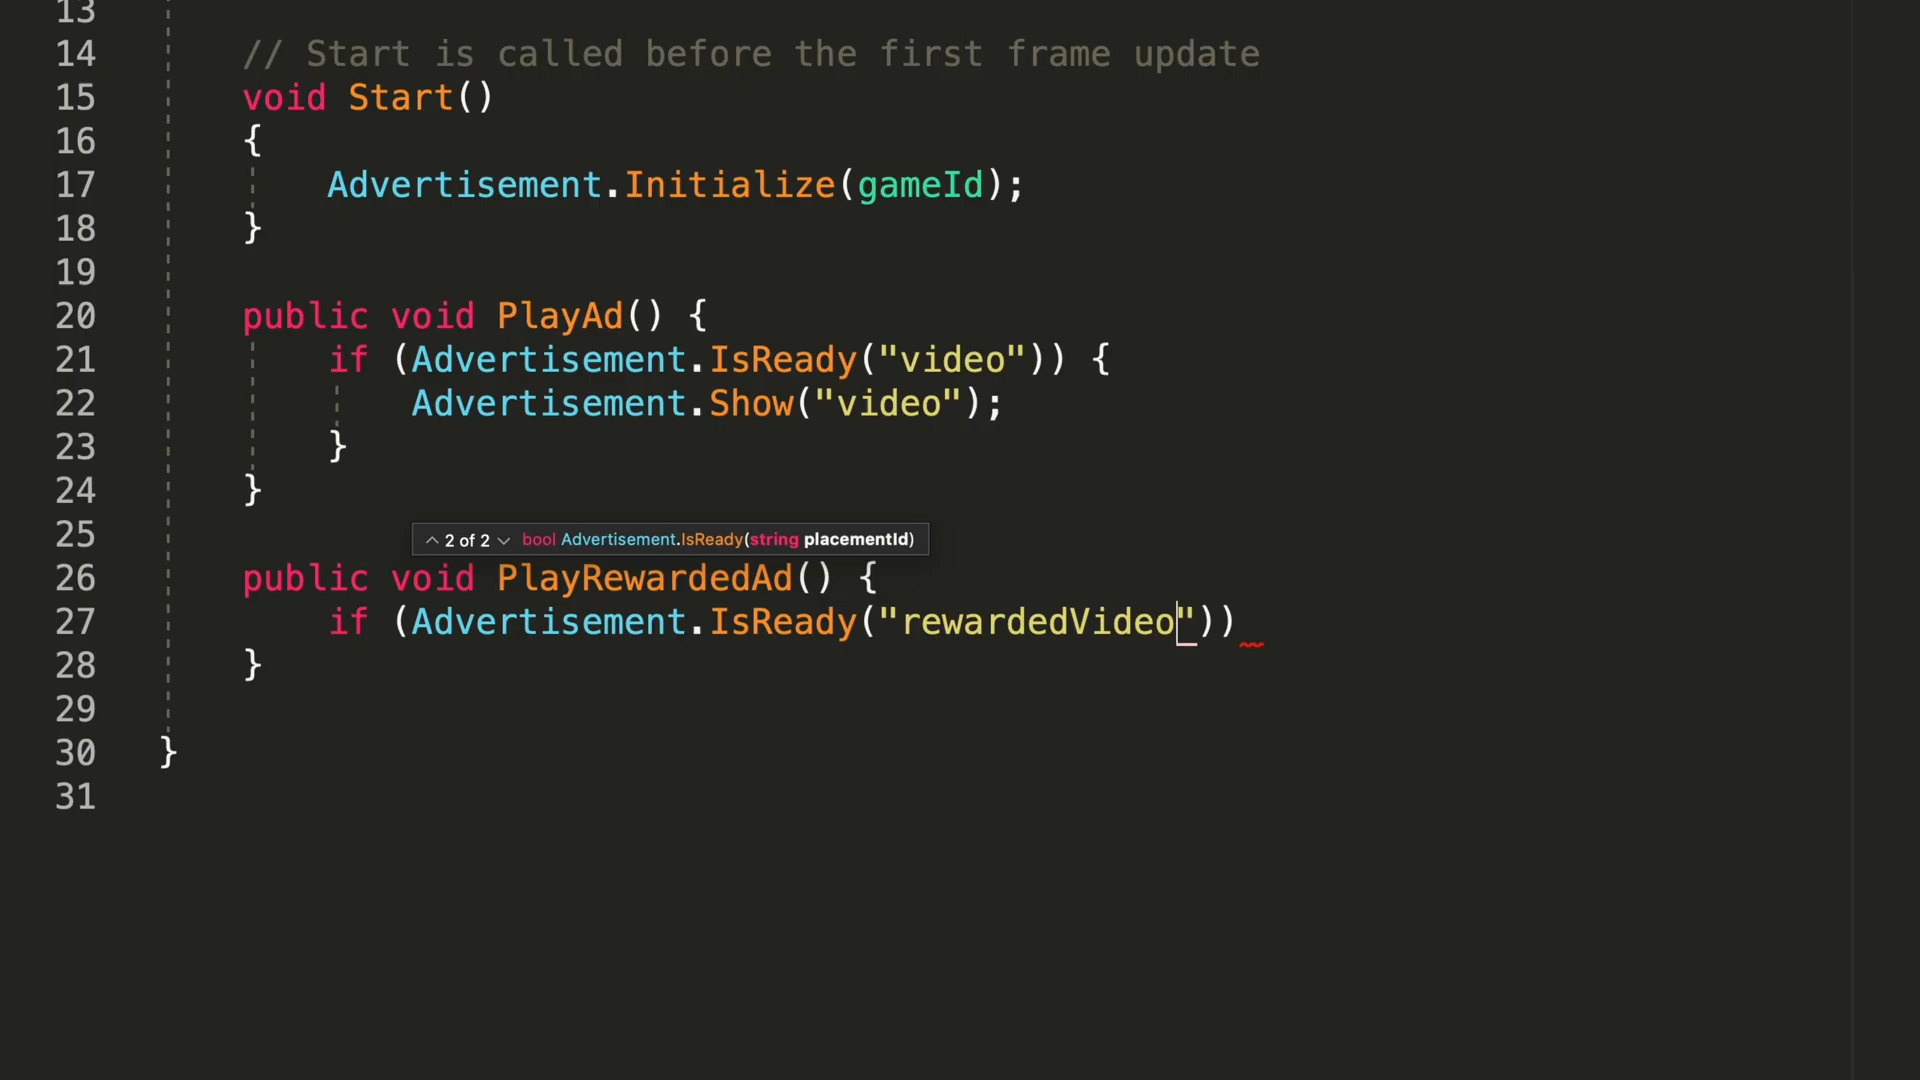 13
14 // Start is called before the first frame update
15 void Start()
16 {
17 Advertisement.Initialize(gameId);
18 }
19
20 public void PlayAd() {
21 if (Advertisement.IsReady("video")) {
22 Advertisement.Show("video");
23 }
24 }
25
2 of 2 bool Advertisement.IsReady(string placementId)
26 public void PlayRewardedAd() {
27 if (Advertisement.IsReady("rewardedVideo"))
28 }
29
30 }
31